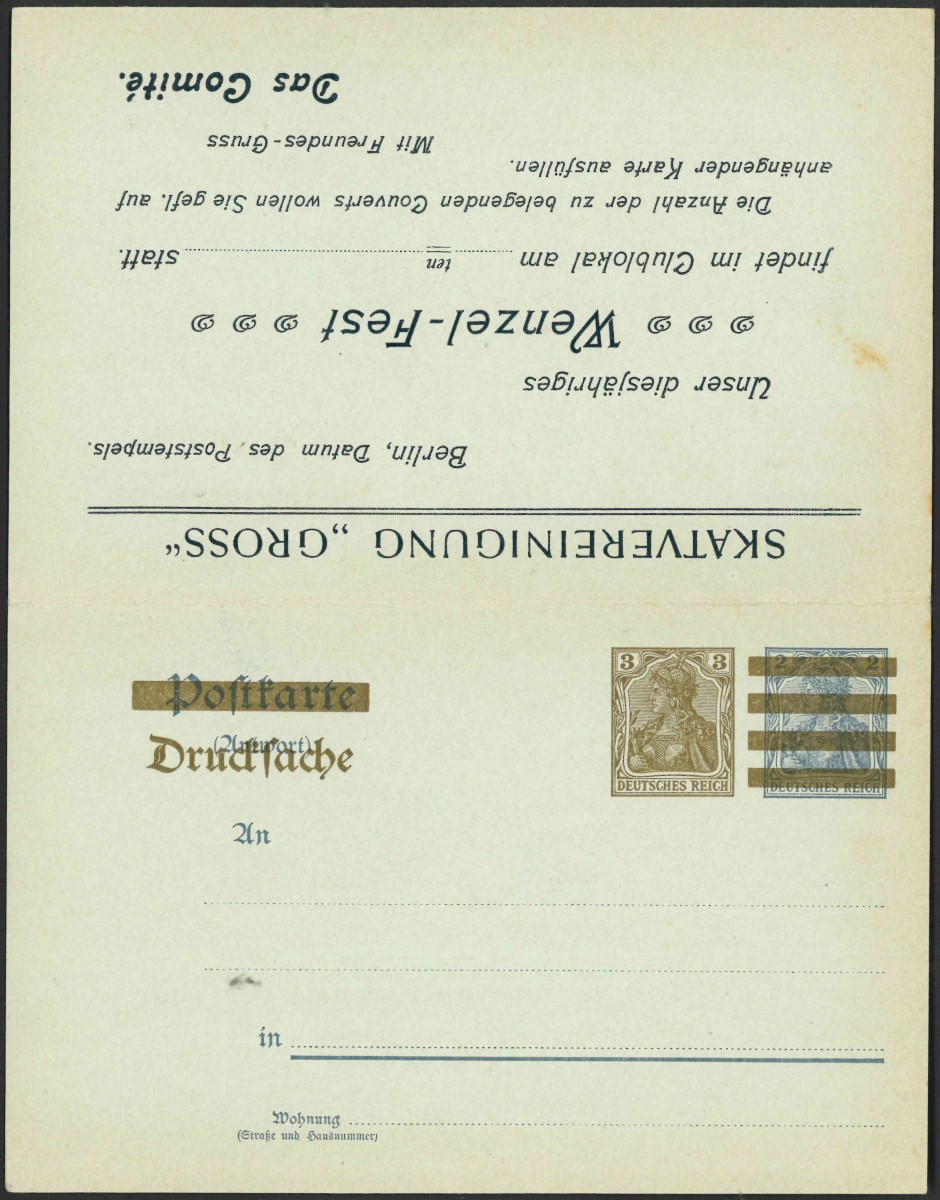 SKATVEREINIGUNG „GROSS“
Berlin, Datum des Poststempels.
Unser diesjähriges
Wenzel-Fest
findet im Clublokal am ........ten ........ statt.
Die Anzahl der zu belegenden Couverts wollen Sie gefl. auf
anhängender Karte ausfüllen.
Mit Freundes-Gruss
Das Comité.
Postkarte
(Antwort)
Drucksache
3 3
DEUTSCHES REICH
2 2
DEUTSCHES REICH
An
in
Wohnung
(Straße und Hausnummer)